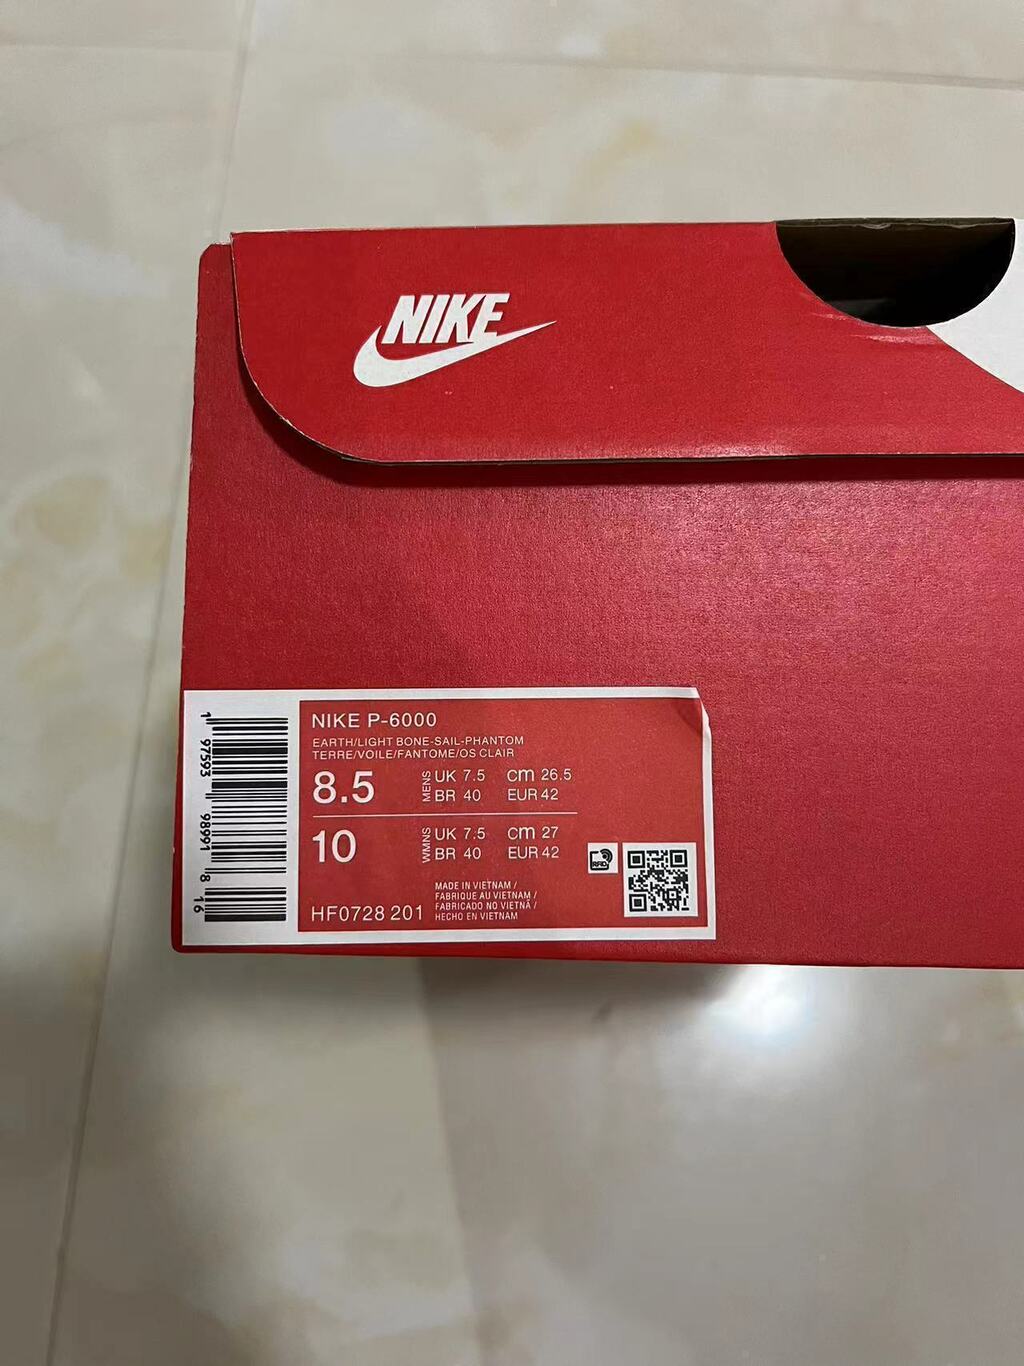 NIKE
NIKE P-6000
EARTH/LIGHT BONE-SAIL-PHANTOM
TERRE/VOILE/FANTOME/OS CLAIR
8.5 MENS UK 7.5 cm 26.5
BR 40 EUR 42
10 WMNS UK 7.5 cm 27
BR 40 EUR 42
RFID
MADE IN VIETNAM /
FABRIQUE AU VIETNAM /
FABRICADO NO VIETNÃ /
HECHO EN VIETNAM
HF0728 201
1 97593 98991 8 16